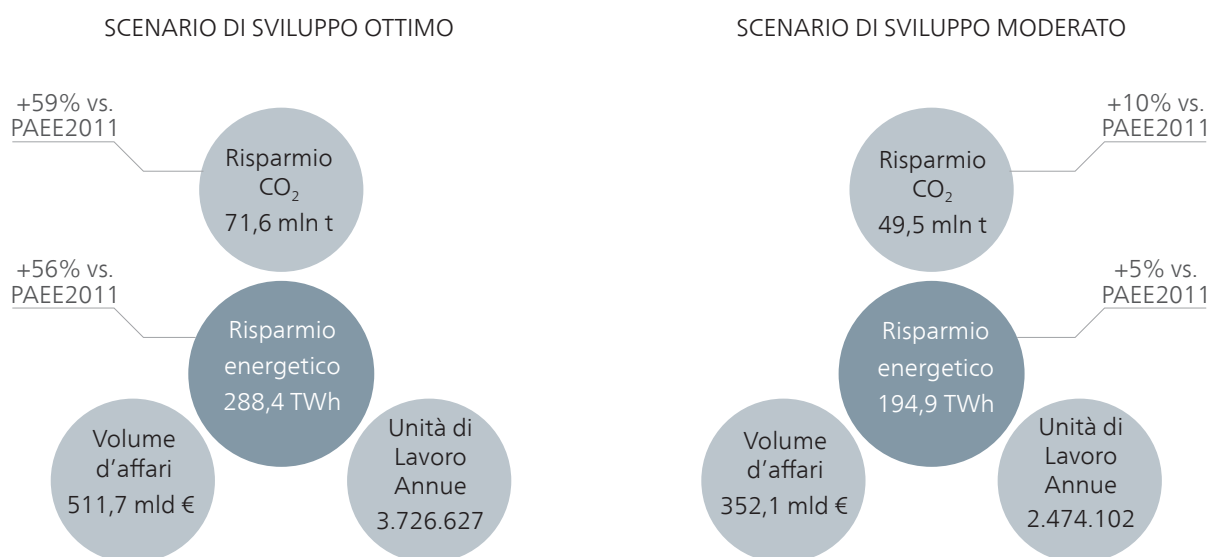 SCENARIO DI SVILUPPO OTTIMO
+59% vs.
PAEE2011
Risparmio
CO₂
71,6 mln t
+56% vs.
PAEE2011
Risparmio
energetico
288,4 TWh
Volume
d'affari
511,7 mld €
Unità di
Lavoro
Annue
3.726.627
SCENARIO DI SVILUPPO MODERATO
+10% vs.
PAEE2011
Risparmio
CO₂
49,5 mln t
+5% vs.
PAEE2011
Risparmio
energetico
194,9 TWh
Volume
d'affari
352,1 mld €
Unità di
Lavoro
Annue
2.474.102